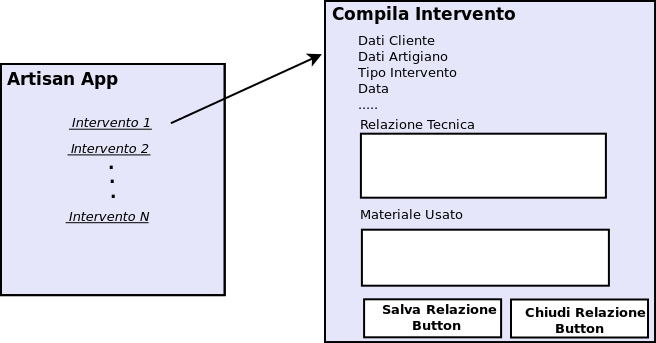 Artisan App
Intervento 1
Intervento 2
Intervento N
Compila Intervento
Dati Cliente
Dati Artigiano
Tipo Intervento
Data
.....
Relazione Tecnica
Materiale Usato
Salva Relazione
Button
Chiudi Relazione
Button